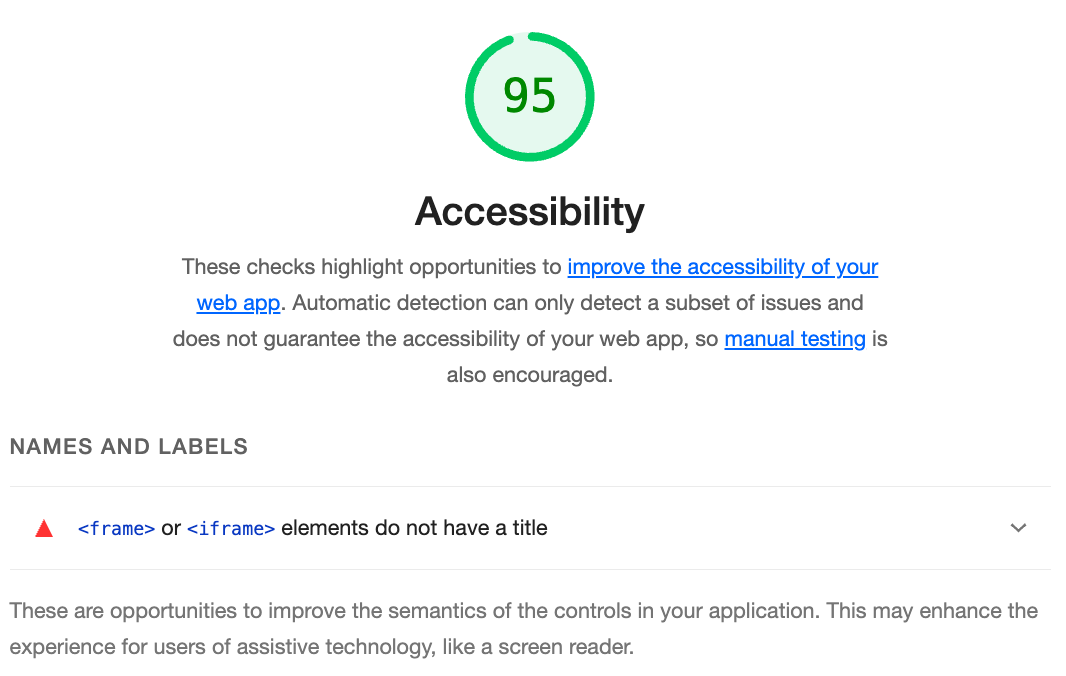 95
Accessibility
These checks highlight opportunities to improve the accessibility of your
web app. Automatic detection can only detect a subset of issues and
does not guarantee the accessibility of your web app, so manual testing is
also encouraged.
NAMES AND LABELS
<frame> or <iframe> elements do not have a title
These are opportunities to improve the semantics of the controls in your application. This may enhance the
experience for users of assistive technology, like a screen reader.